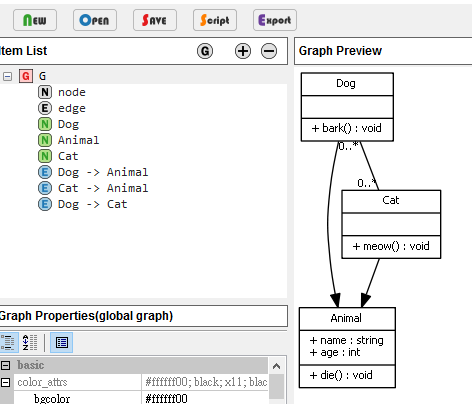 New Open Save Script Export
Item List G
Graph Preview
G G
N node
E edge
N Dog
N Animal
N Cat
E Dog -> Animal
E Cat -> Animal
E Dog -> Cat
Dog
+ bark() : void
0..*
0..*
Cat
+ meow() : void
Animal
+ name : string
+ age : int
+ die() : void
Graph Properties(global graph)
basic
color_attrs #ffffff00; black; x11; blac
bgcolor #ffffff00